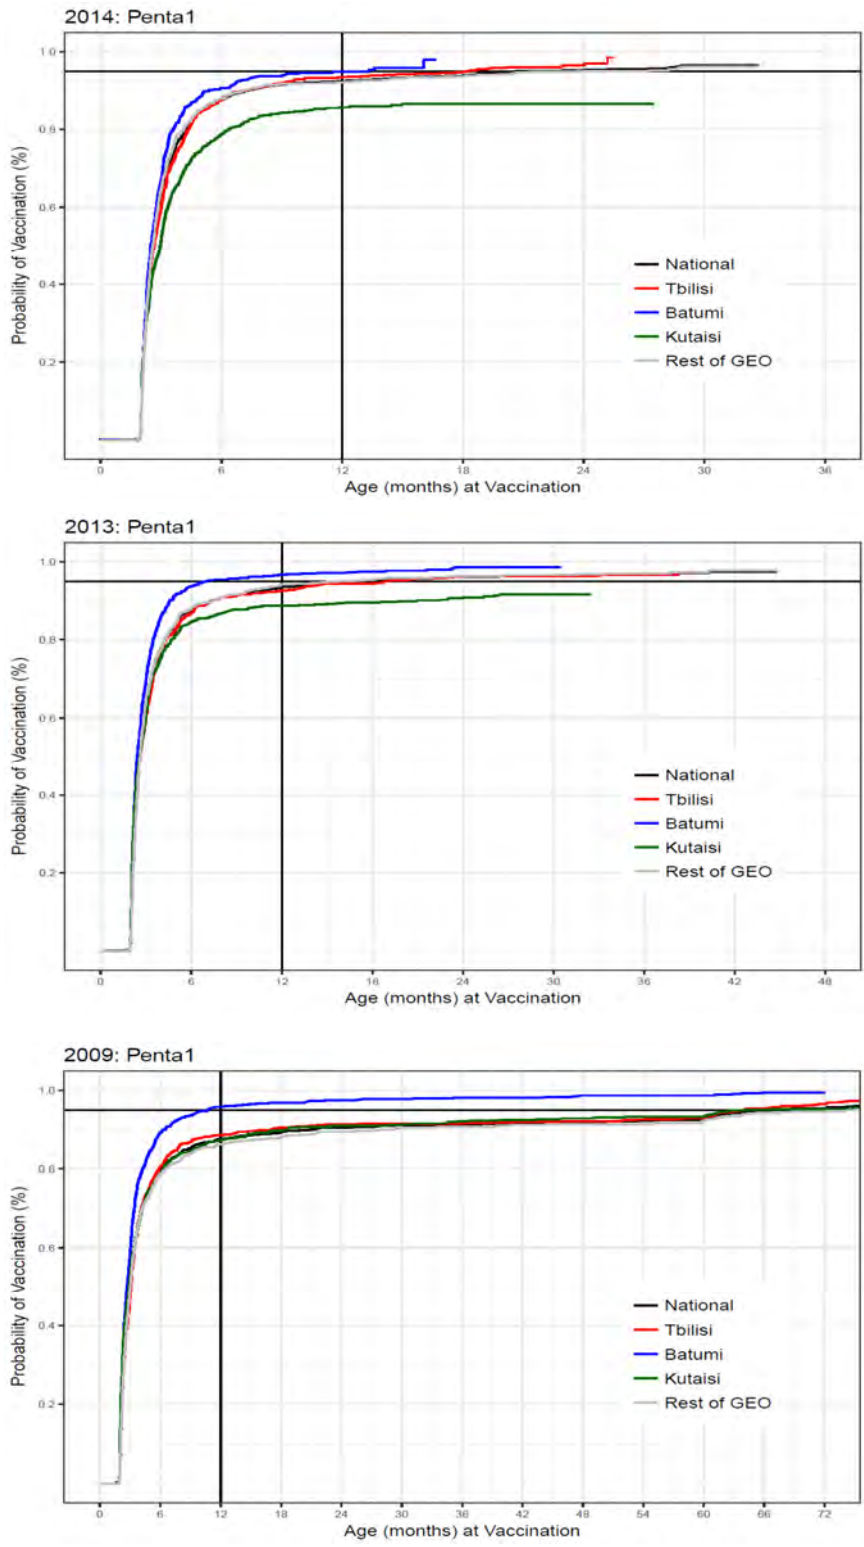 2014: Penta1
1.0
0.8
0.6
0.4
0.2
Probability of Vaccination (%)
National
Tbilisi
Batumi
Kutaisi
Rest of GEO
0 6 12 18 24 30 36
Age (months) at Vaccination
2013: Penta1
1.0
0.8
0.6
0.4
0.2
Probability of Vaccination (%)
National
Tbilisi
Batumi
Kutaisi
Rest of GEO
0 6 12 16 24 30 36 42 48
Age (months) at Vaccination
2009: Penta1
1.0
0.8
0.6
0.4
0.2
Probability of Vaccination (%)
National
Tbilisi
Batumi
Kutaisi
Rest of GEO
0 6 12 18 24 30 36 42 48 54 60 66 72
Age (months) at Vaccination